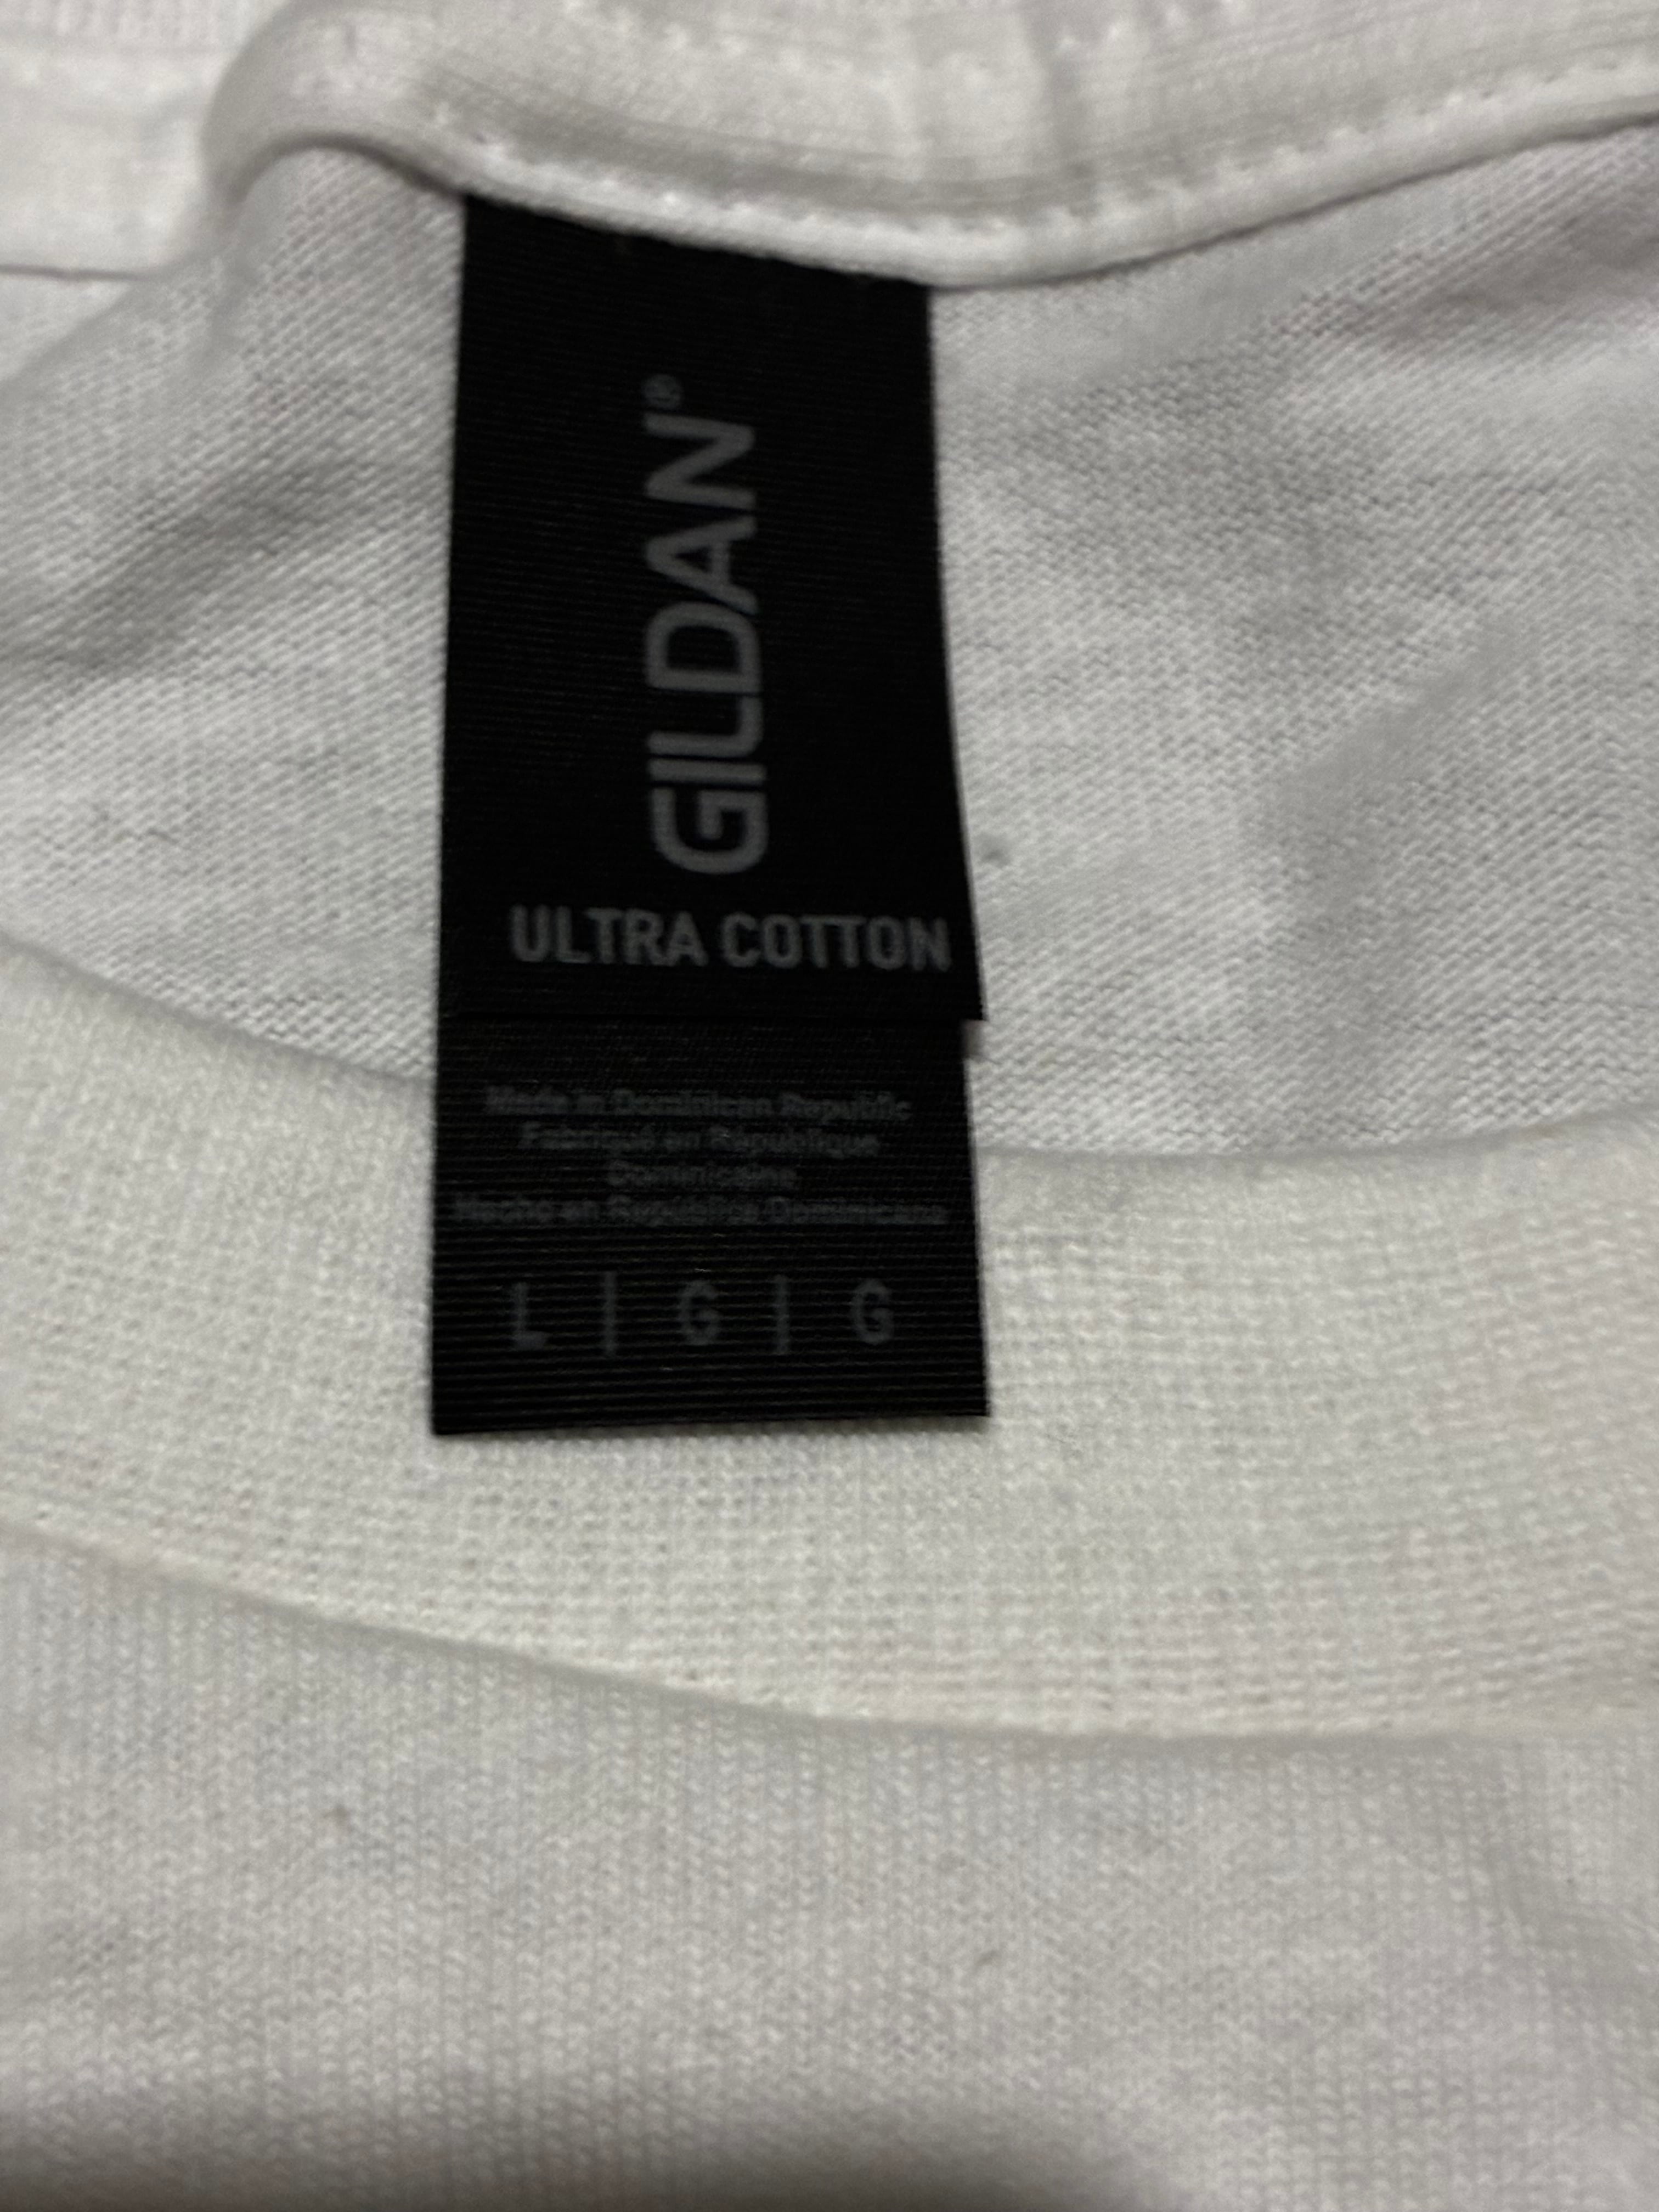 GILDAN®
ULTRA COTTON
Made in Dominican Republic
Fabriqué en République
Dominicaine
Hecho en República Dominicana
L | G | G